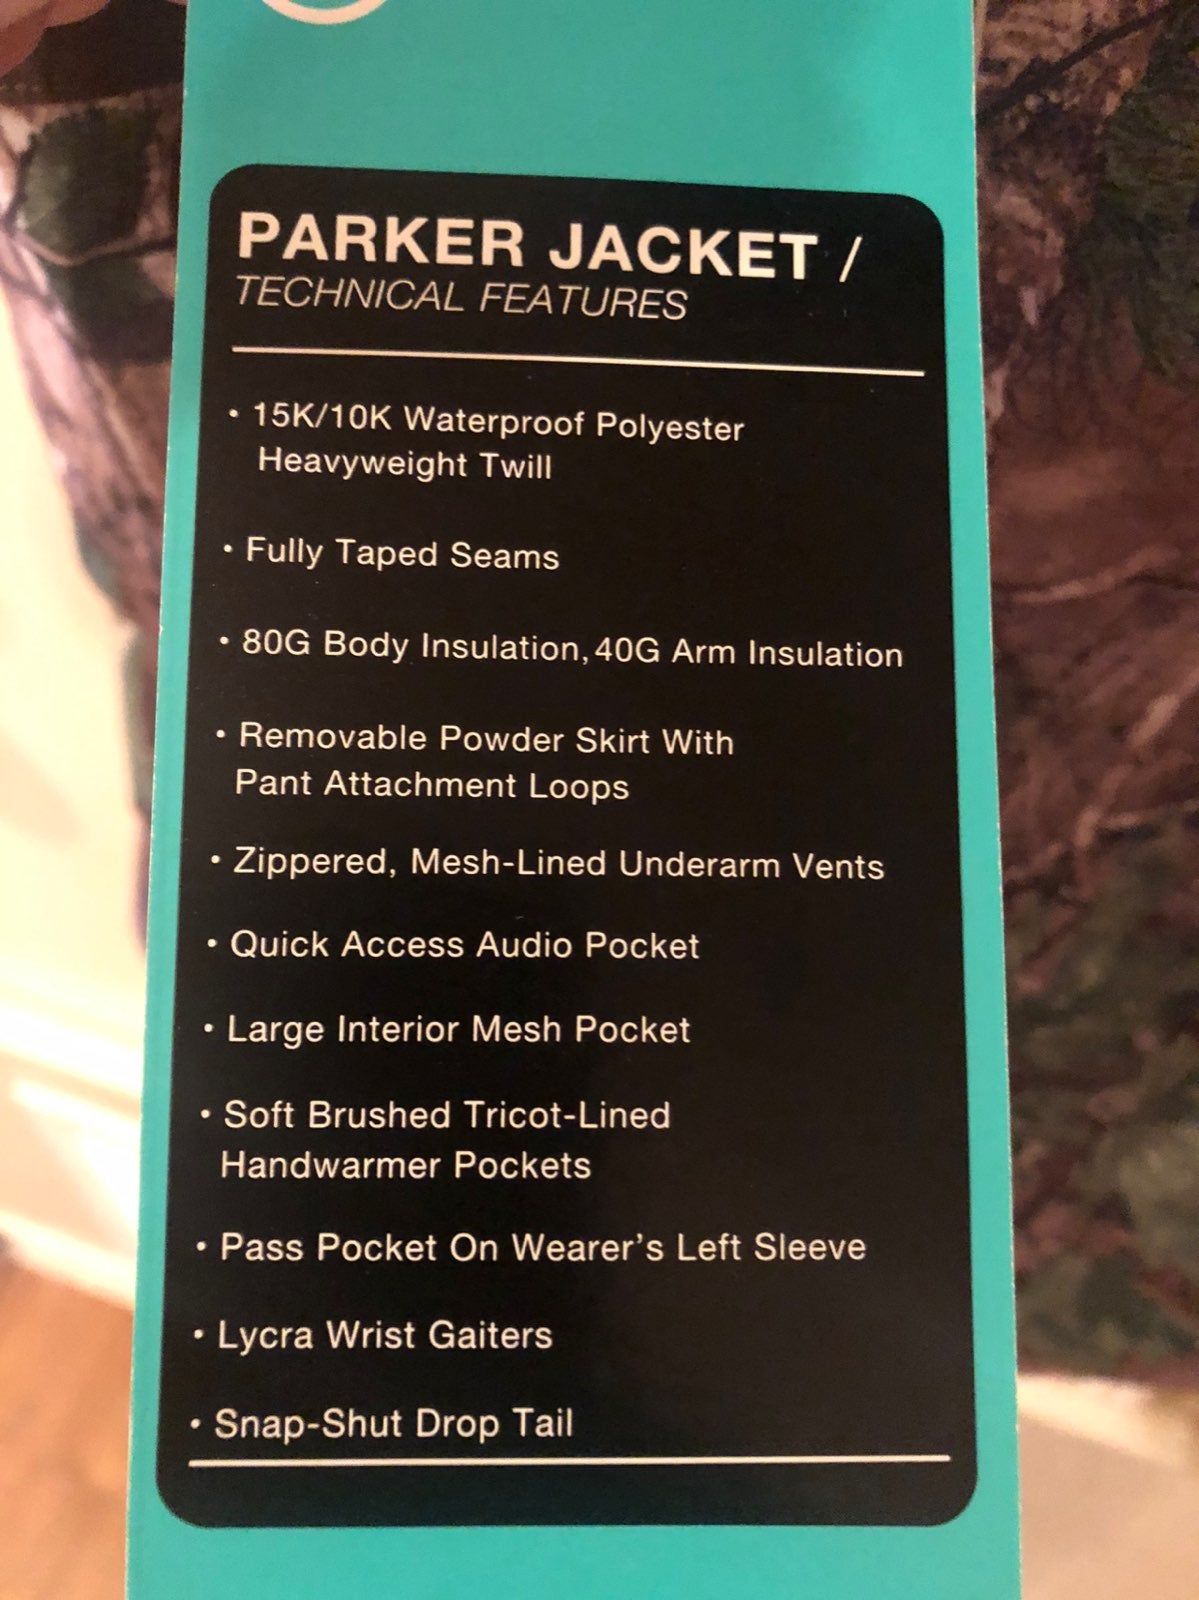 PARKER JACKET /
TECHNICAL FEATURES
• 15K/10K Waterproof Polyester
Heavyweight Twill
• Fully Taped Seams
• 80G Body Insulation, 40G Arm Insulation
• Removable Powder Skirt With
Pant Attachment Loops
• Zippered, Mesh-Lined Underarm Vents
• Quick Access Audio Pocket
• Large Interior Mesh Pocket
• Soft Brushed Tricot-Lined
Handwarmer Pockets
• Pass Pocket On Wearer's Left Sleeve
• Lycra Wrist Gaiters
• Snap-Shut Drop Tail